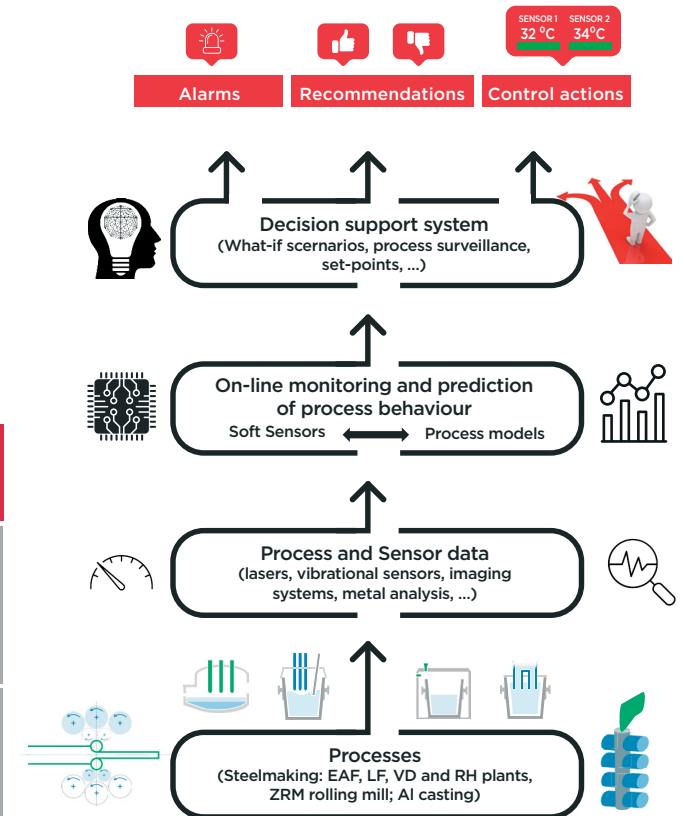 SENSOR 1 SENSOR 2
32 °C 34°C
Alarms Recommendations Control actions
Decision support system
(What-if scernarios, process surveillance,
set-points, ...)
On-line monitoring and prediction
of process behaviour
Soft Sensors Process models
Process and Sensor data
(lasers, vibrational sensors, imaging
systems, metal analysis, ...)
Processes
(Steelmaking: EAF, LF, VD and RH plants,
ZRM rolling mill; Al casting)